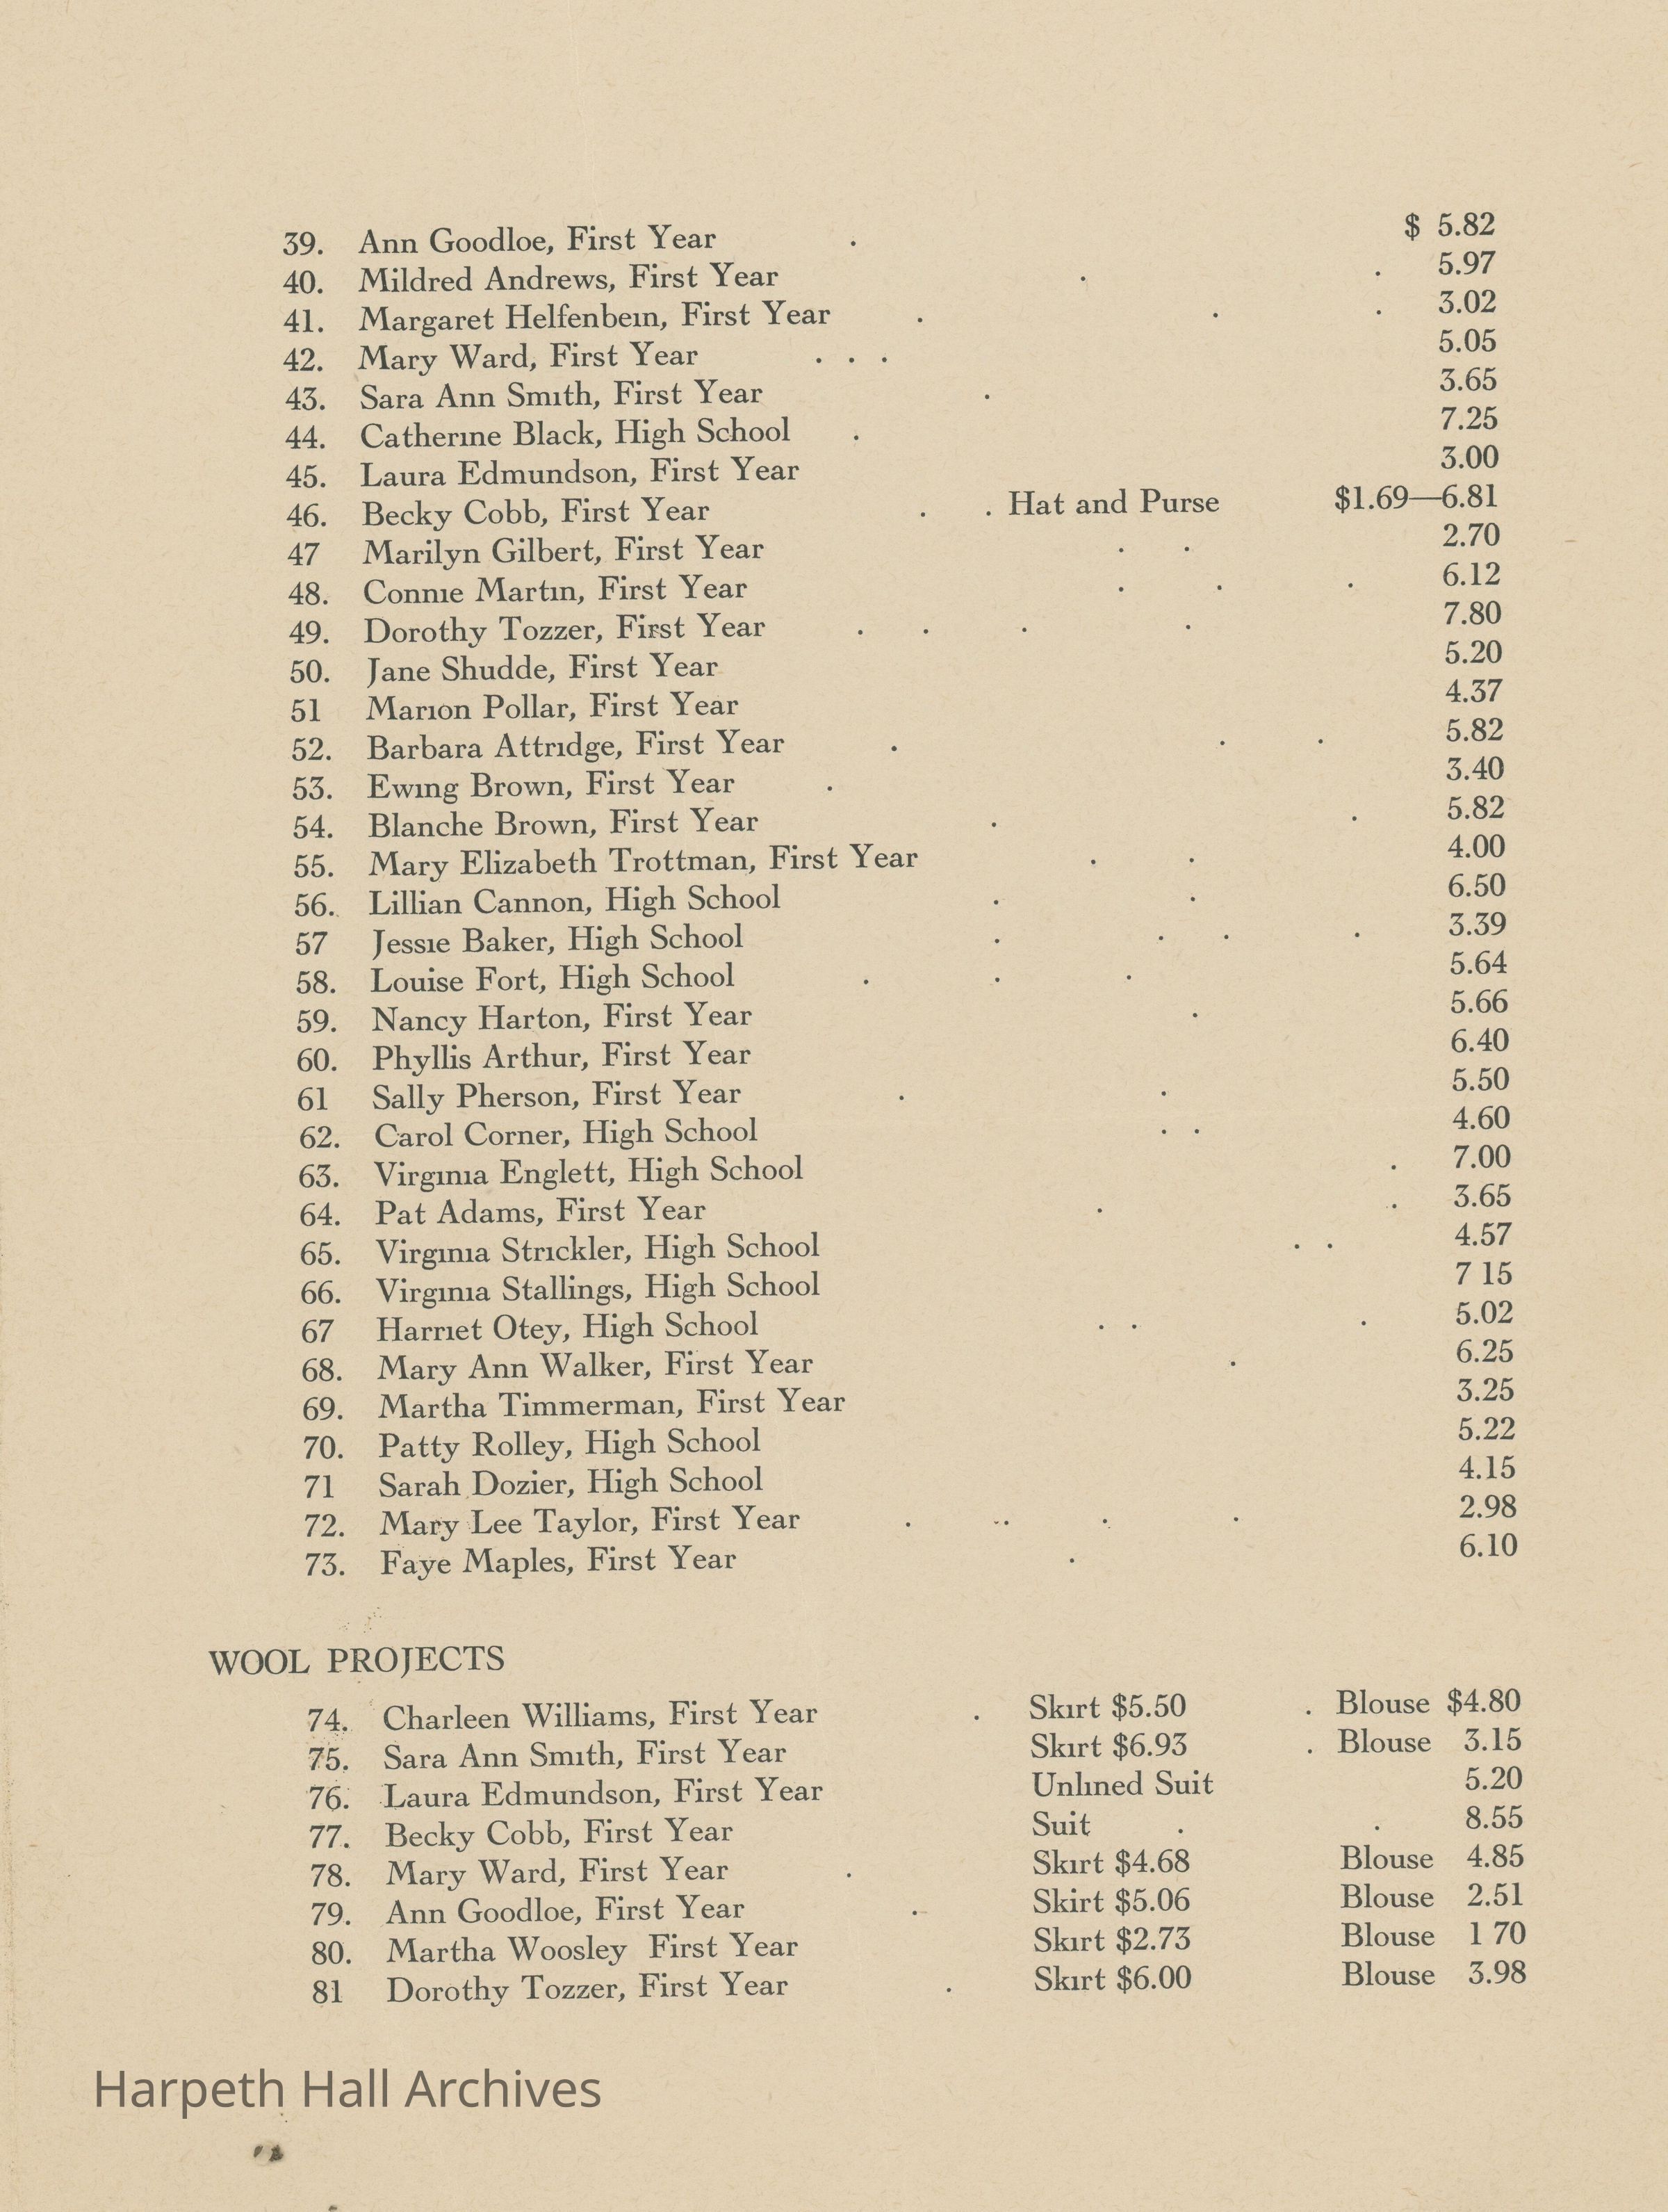 39. Ann Goodloe, First Year . $ 5.82
40. Mildred Andrews, First Year . . 5.97
41. Margaret Helfenbein, First Year . . . 3.02
42. Mary Ward, First Year . . . 5.05
43. Sara Ann Smith, First Year . 3.65
44. Catherine Black, High School . 7.25
45. Laura Edmundson, First Year 3.00
46. Becky Cobb, First Year . . Hat and Purse $1.69—6.81
47 Marilyn Gilbert, First Year . . 2.70
48. Connie Martin, First Year . . . 6.12
49. Dorothy Tozzer, First Year . . . . 7.80
50. Jane Shudde, First Year 5.20
51 Marion Pollar, First Year 4.37
52. Barbara Attridge, First Year . . . 5.82
53. Ewing Brown, First Year . 3.40
54. Blanche Brown, First Year . . 5.82
55. Mary Elizabeth Trottman, First Year . . 4.00
56. Lillian Cannon, High School . . 6.50
57 Jessie Baker, High School . . . . 3.39
58. Louise Fort, High School . . . 5.64
59. Nancy Harton, First Year . 5.66
60. Phyllis Arthur, First Year 6.40
61 Sally Pherson, First Year . . 5.50
62. Carol Corner, High School . . 4.60
63. Virginia Englett, High School . 7.00
64. Pat Adams, First Year . . 3.65
65. Virginia Strickler, High School . . 4.57
66. Virginia Stallings, High School 7 15
67 Harriet Otey, High School . . . 5.02
68. Mary Ann Walker, First Year . 6.25
69. Martha Timmerman, First Year 3.25
70. Patty Rolley, High School 5.22
71 Sarah Dozier, High School 4.15
72. Mary Lee Taylor, First Year . . . . . 2.98
73. Faye Maples, First Year . 6.10
WOOL PROJECTS
74. Charleen Williams, First Year . Skirt $5.50 . Blouse $4.80
75. Sara Ann Smith, First Year Skirt $6.93 . Blouse 3.15
76. Laura Edmundson, First Year Unlined Suit 5.20
77. Becky Cobb, First Year Suit . . 8.55
78. Mary Ward, First Year . Skirt $4.68 Blouse 4.85
79. Ann Goodloe, First Year . Skirt $5.06 Blouse 2.51
80. Martha Woosley First Year Skirt $2.73 Blouse 1 70
81 Dorothy Tozzer, First Year . Skirt $6.00 Blouse 3.98
Harpeth Hall Archives